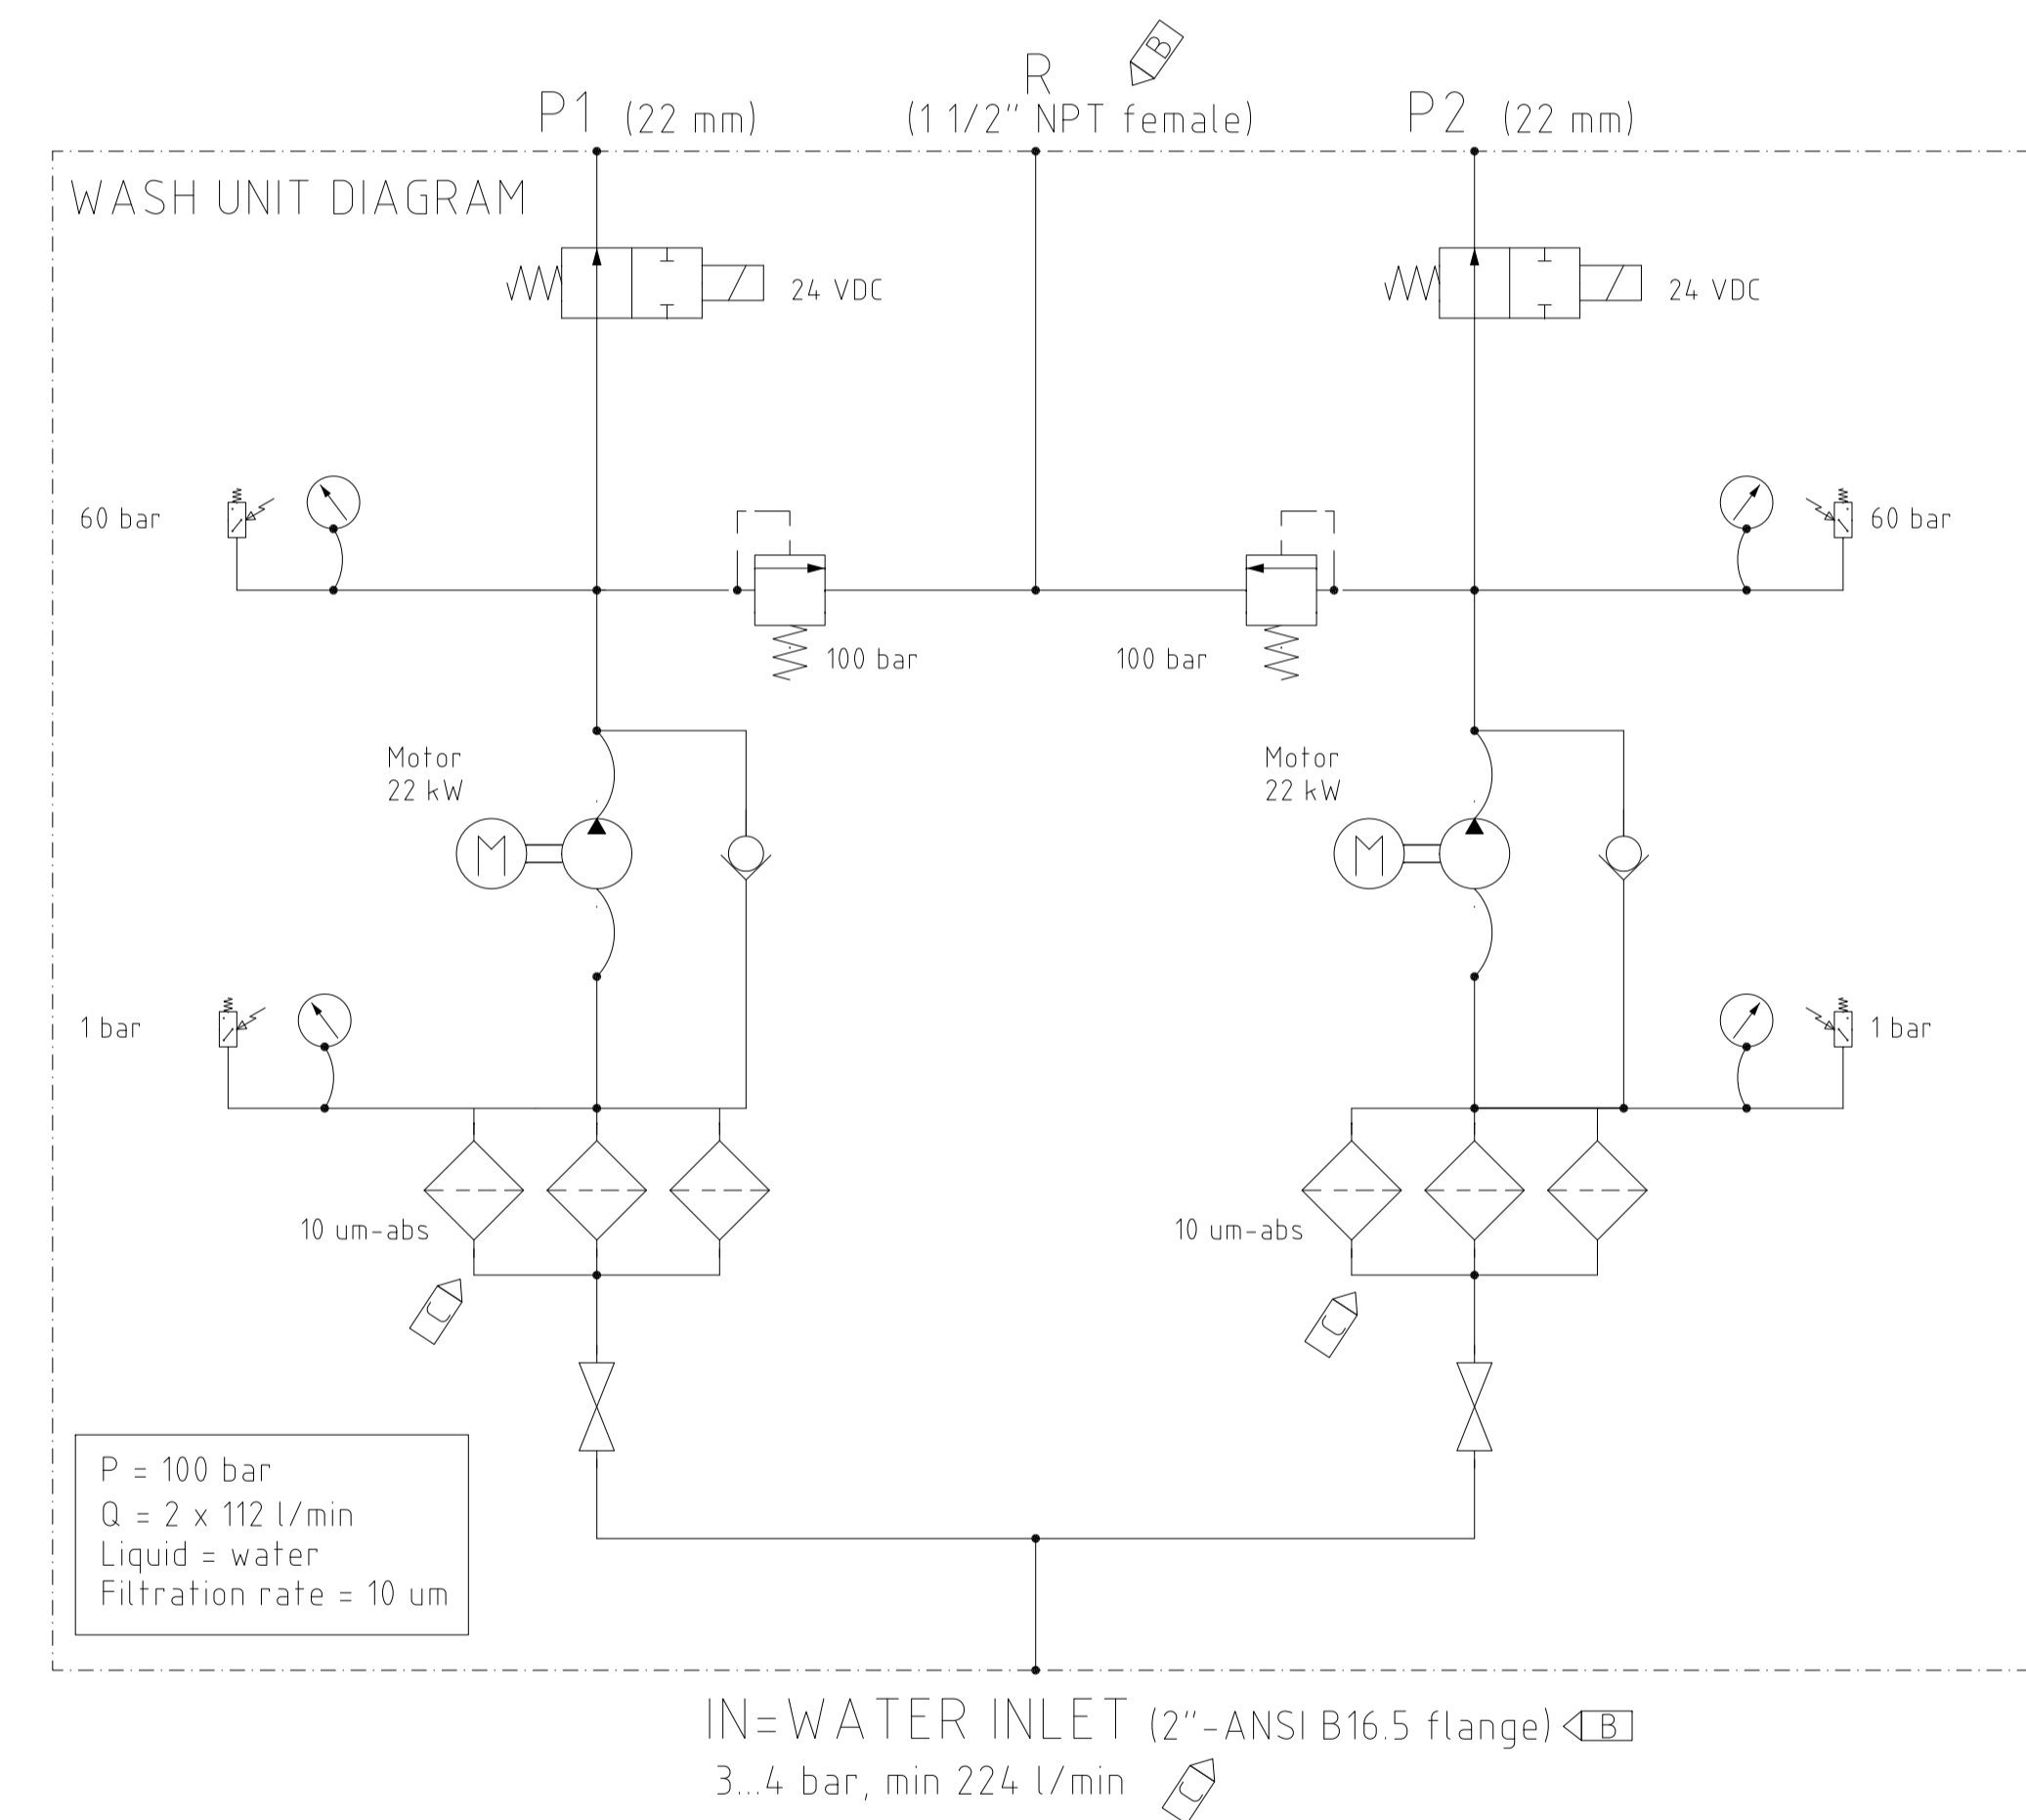 R
B
P1 (22 mm)
(1 1/2" NPT female)
P2 (22 mm)
WASH UNIT DIAGRAM
24 VDC
24 VDC
60 bar
60 bar
100 bar
100 bar
Motor
22 kW
Motor
22 kW
M
M
1 bar
1 bar
10 um-abs
10 um-abs
C
C
P = 100 bar
Q = 2 x 112 l/min
Liquid = water
Filtration rate = 10 um
IN=WATER INLET (2"-ANSI B16.5 flange) B
3...4 bar, min 224 l/min C